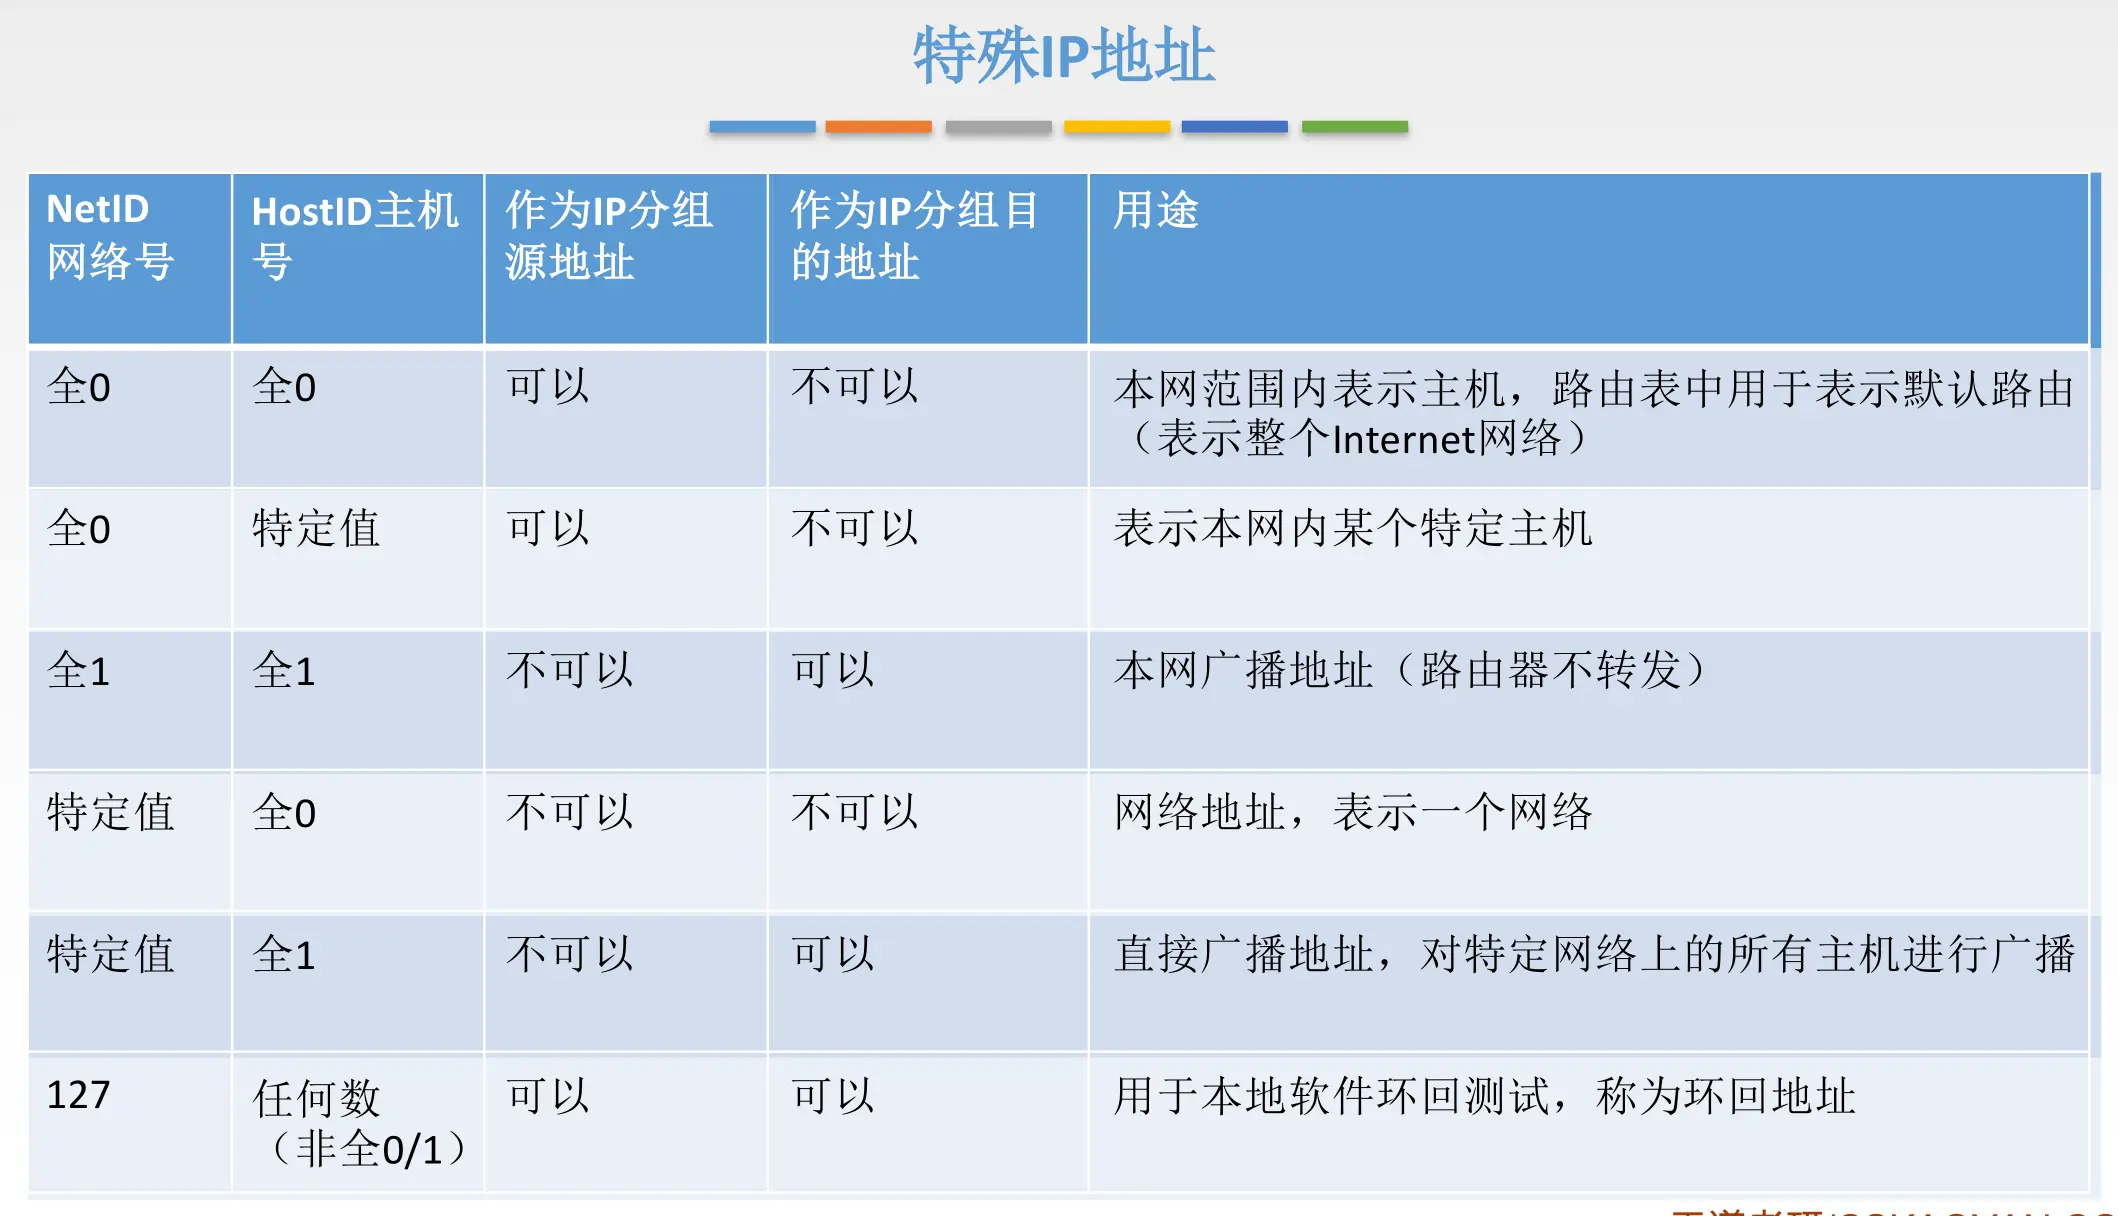 特殊IP地址
NetID
网络号
HostID主机
号
作为IP分组
源地址
作为IP分组目
的地址
用途
全0
全0
可以
不可以
本网范围内表示主机，路由表中用于表示默认路由
（表示整个Internet网络）
全0
特定值
可以
不可以
表示本网内某个特定主机
全1
全1
不可以
可以
本网广播地址（路由器不转发）
特定值
全0
不可以
不可以
网络地址，表示一个网络
特定值
全1
不可以
可以
直接广播地址，对特定网络上的所有主机进行广播
127
任何数
（非全0/1）
可以
可以
用于本地软件环回测试，称为环回地址